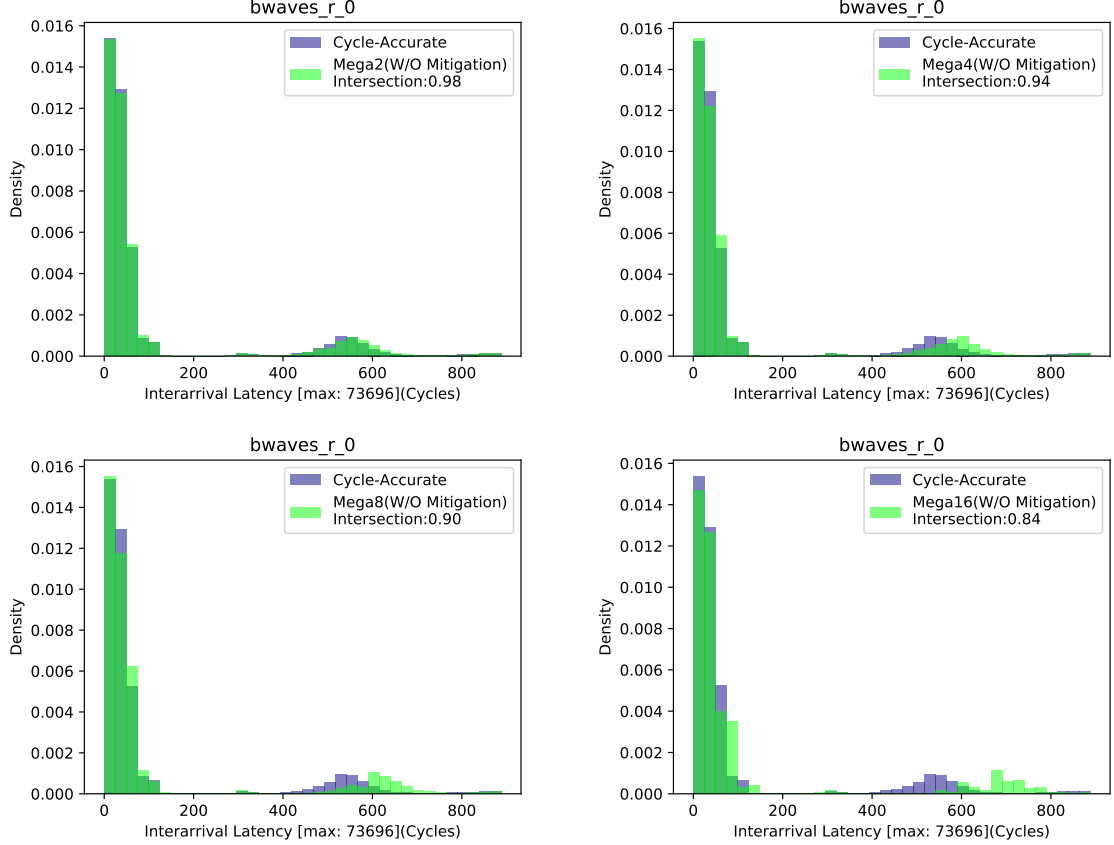 bwaves_r_0
Cycle-Accurate
Mega2(W/O Mitigation)
Intersection:0.98
Density
0.016
0.014
0.012
0.010
0.008
0.006
0.004
0.002
0.000
0 200 400 600 800
Interarrival Latency [max: 73696](Cycles)
bwaves_r_0
Cycle-Accurate
Mega4(W/O Mitigation)
Intersection:0.94
Density
0.016
0.014
0.012
0.010
0.008
0.006
0.004
0.002
0.000
0 200 400 600 800
Interarrival Latency [max: 73696](Cycles)
bwaves_r_0
Cycle-Accurate
Mega8(W/O Mitigation)
Intersection:0.90
Density
0.016
0.014
0.012
0.010
0.008
0.006
0.004
0.002
0.000
0 200 400 600 800
Interarrival Latency [max: 73696](Cycles)
bwaves_r_0
Cycle-Accurate
Mega16(W/O Mitigation)
Intersection:0.84
Density
0.016
0.014
0.012
0.010
0.008
0.006
0.004
0.002
0.000
0 200 400 600 800
Interarrival Latency [max: 73696](Cycles)